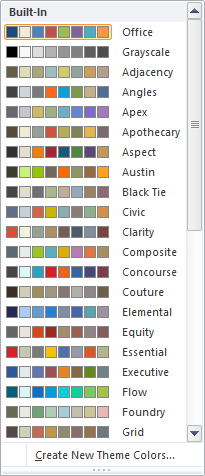 Built-In
Office
Grayscale
Adjacency
Angles
Apex
Apothecary
Aspect
Austin
Black Tie
Civic
Clarity
Composite
Concourse
Couture
Elemental
Equity
Essential
Executive
Flow
Foundry
Grid
Create New Theme Colors...